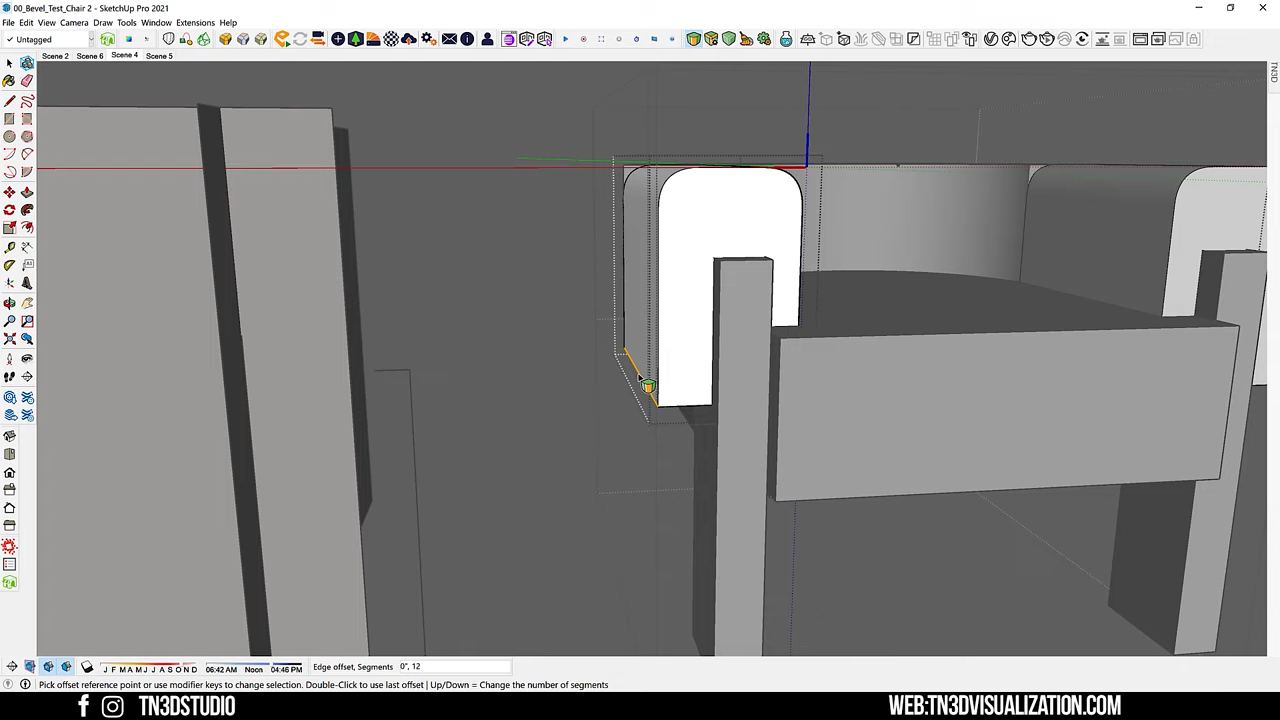 00_Bevel_Test_Chair 2 - SketchUp Pro 2021
File Edit View Camera Draw Tools Window Extensions Help
Untagged
Scene 2 Scene 6 Scene 4 Scene 5
TN3D
J F M A M J J A S O N D 06:42 AM Noon 04:46 PM Edge offset, Segments 0", 12
Pick offset reference point or use modifier keys to change selection. Double-Click to use last offset | Up/Down = Change the number of segments
TN3DSTUDIO WEB:TN3DVISUALIZATION.COM